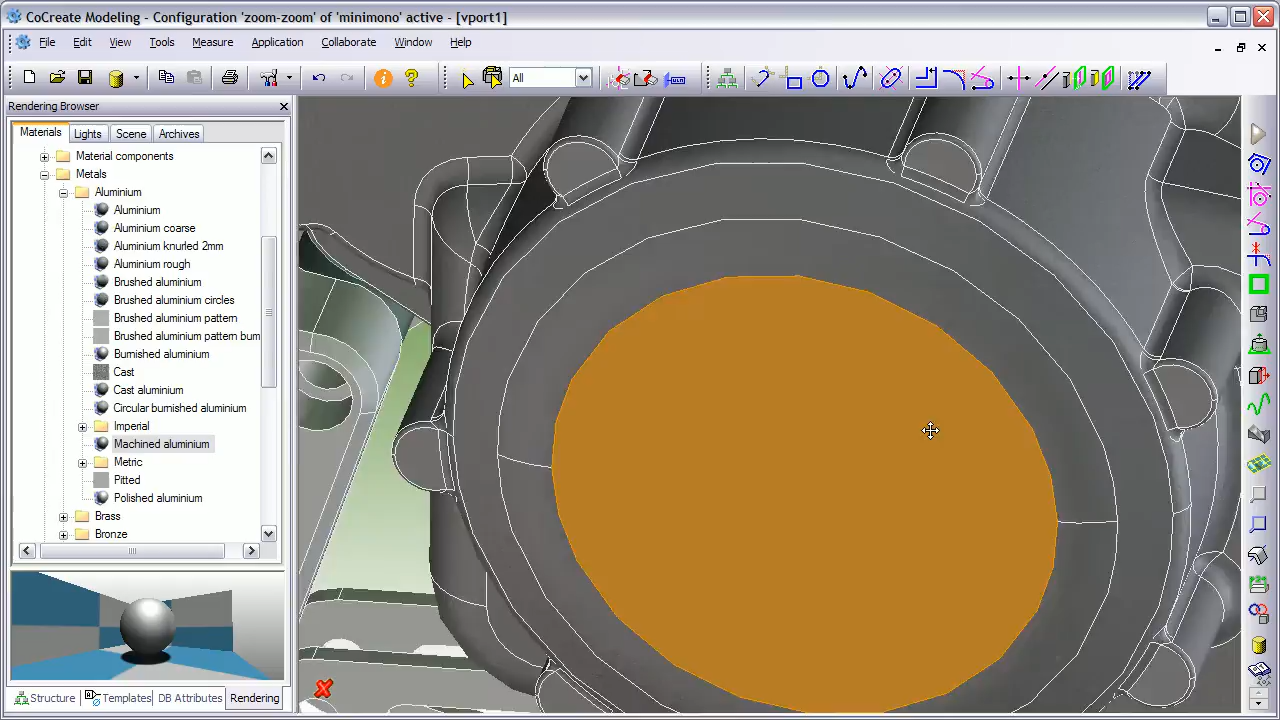 CoCreate Modeling - Configuration 'zoom-zoom' of 'minimono' active - [vport1]
File Edit View Tools Measure Application Collaborate Window Help
All
Rendering Browser
Materials Lights Scene Archives
Material components
Metals
Aluminium
Aluminium
Aluminium coarse
Aluminium knurled 2mm
Aluminium rough
Brushed aluminium
Brushed aluminium circles
Brushed aluminium pattern
Brushed aluminium pattern bum
Burnished aluminium
Cast
Cast aluminium
Circular burnished aluminium
Imperial
Machined aluminium
Metric
Pitted
Polished aluminium
Brass
Bronze
Structure Templates DB Attributes Rendering